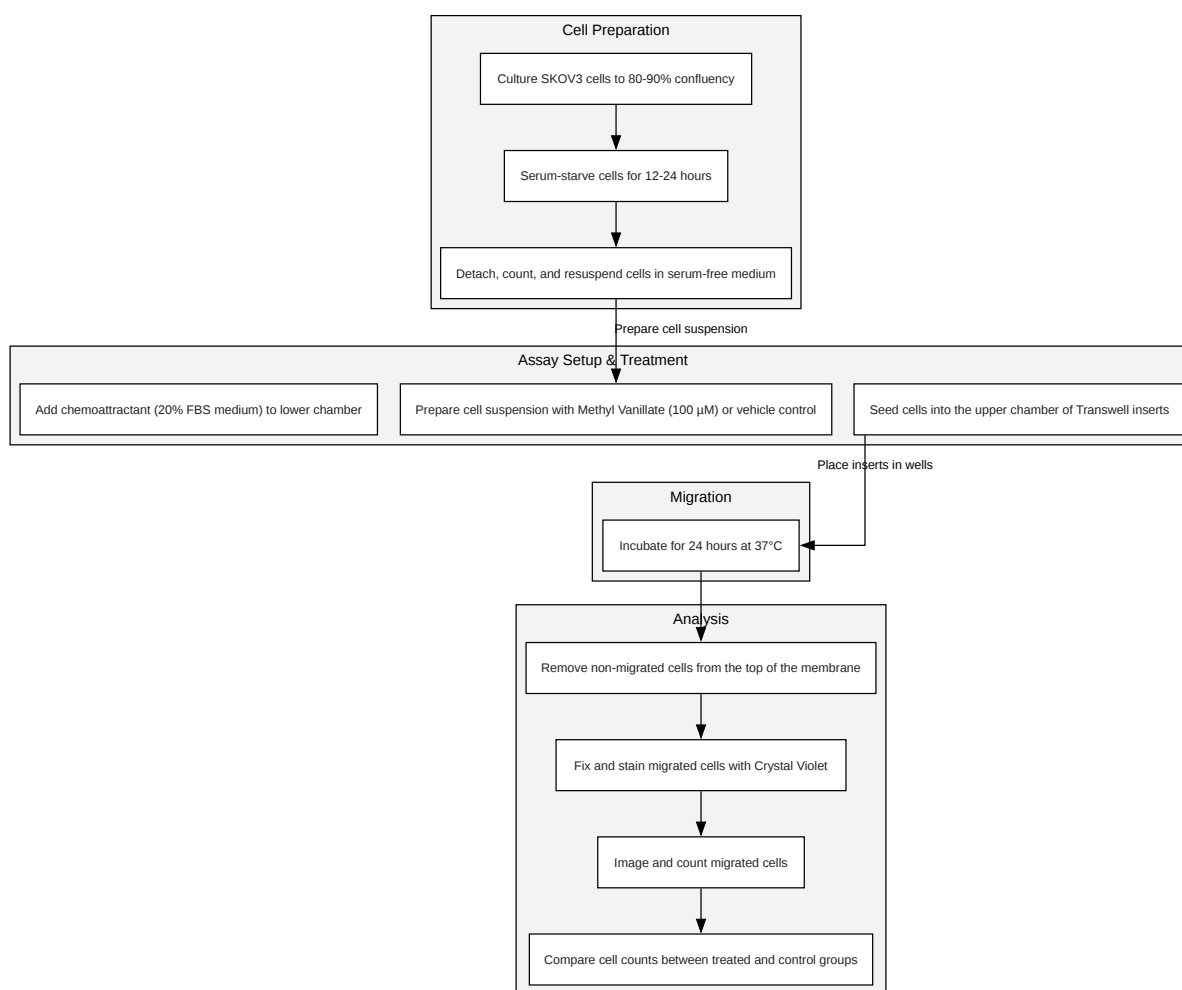 Cell Preparation
Culture SKOV3 cells to 80-90% confluency
Serum-starve cells for 12-24 hours
Detach, count, and resuspend cells in serum-free medium
Prepare cell suspension
Assay Setup & Treatment
Add chemoattractant (20% FBS medium) to lower chamber
Prepare cell suspension with Methyl Vanillate (100 µM) or vehicle control
Seed cells into the upper chamber of Transwell inserts
Place inserts in wells
Migration
Incubate for 24 hours at 37°C
Analysis
Remove non-migrated cells from the top of the membrane
Fix and stain migrated cells with Crystal Violet
Image and count migrated cells
Compare cell counts between treated and control groups